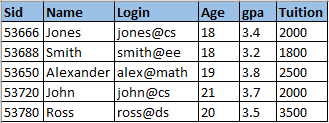 Sid Name Login Age gpa Tuition
53666 Jones jones@cs 18 3.4 2000
53688 Smith smith@ee 18 3.2 1800
53650 Alexander alex@math 19 3.8 2500
53720 John john@cs 21 3.7 2000
53780 Ross ross@ds 20 3.5 3500